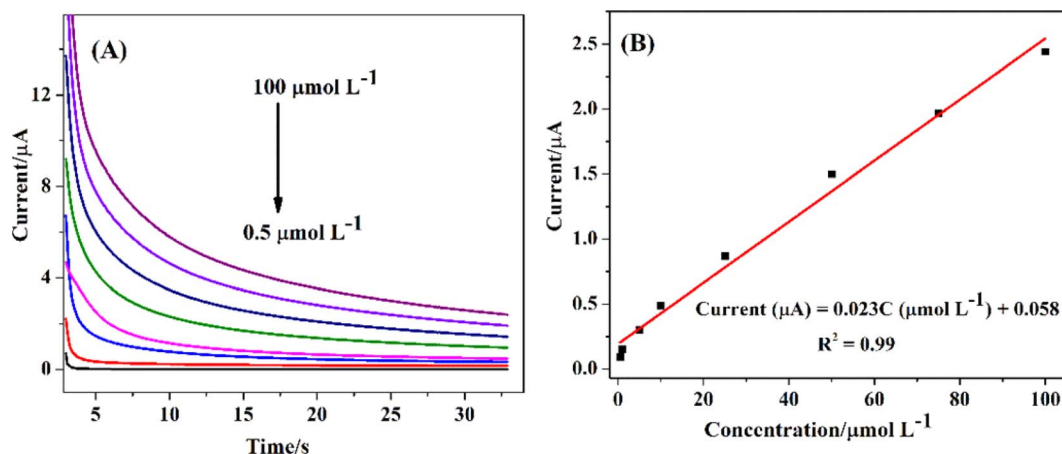 (A)
12
8
4
0
5
10
15
20
25
30
Current/μA
Time/s
100 μmol L⁻¹
0.5 μmol L⁻¹
(B)
2.5
2.0
1.5
1.0
0.5
0.0
0
20
40
60
80
100
Current/μA
Concentration/μmol L⁻¹
Current (μA) = 0.023C (μmol L⁻¹) + 0.058
R² = 0.99